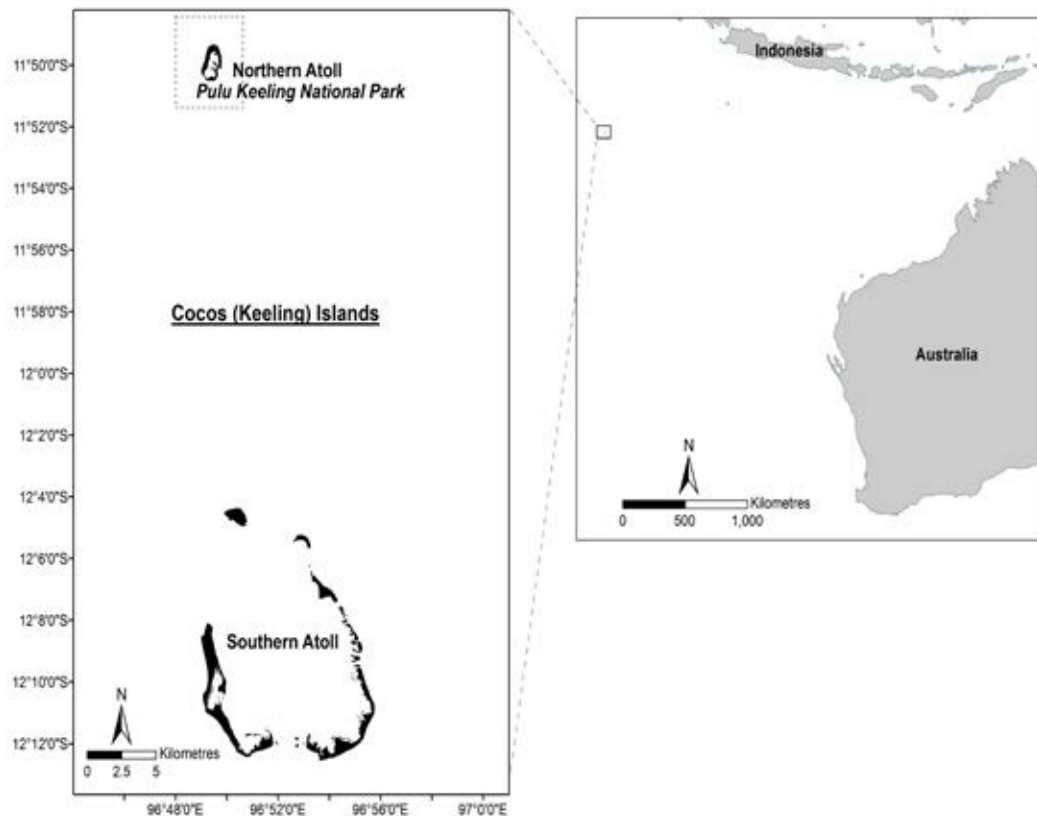 11°50'0"S
11°52'0"S
11°54'0"S
11°56'0"S
11°58'0"S
12°0'0"S
12°2'0"S
12°4'0"S
12°6'0"S
12°8'0"S
12°10'0"S
12°12'0"S
Northern Atoll
Pulu Keeling National Park
Cocos (Keeling) Islands
Southern Atoll
N
Kilometres
0 2.5 5
96°48'0"E 96°52'0"E 96°56'0"E 97°0'0"E
Indonesia
Australia
N
Kilometres
0 500 1,000